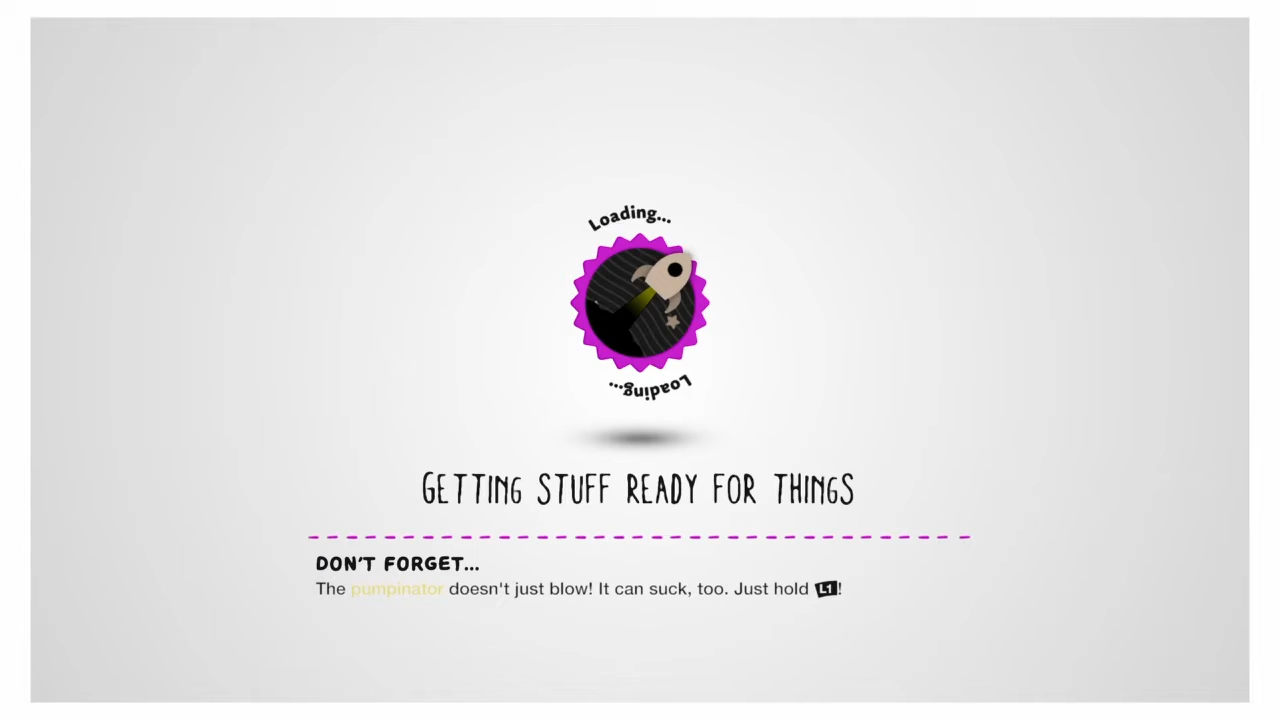 Loading...
Loading...
GETTING STUFF READY FOR THINGS
DON'T FORGET...
The pumpinator doesn't just blow! It can suck, too. Just hold L1!